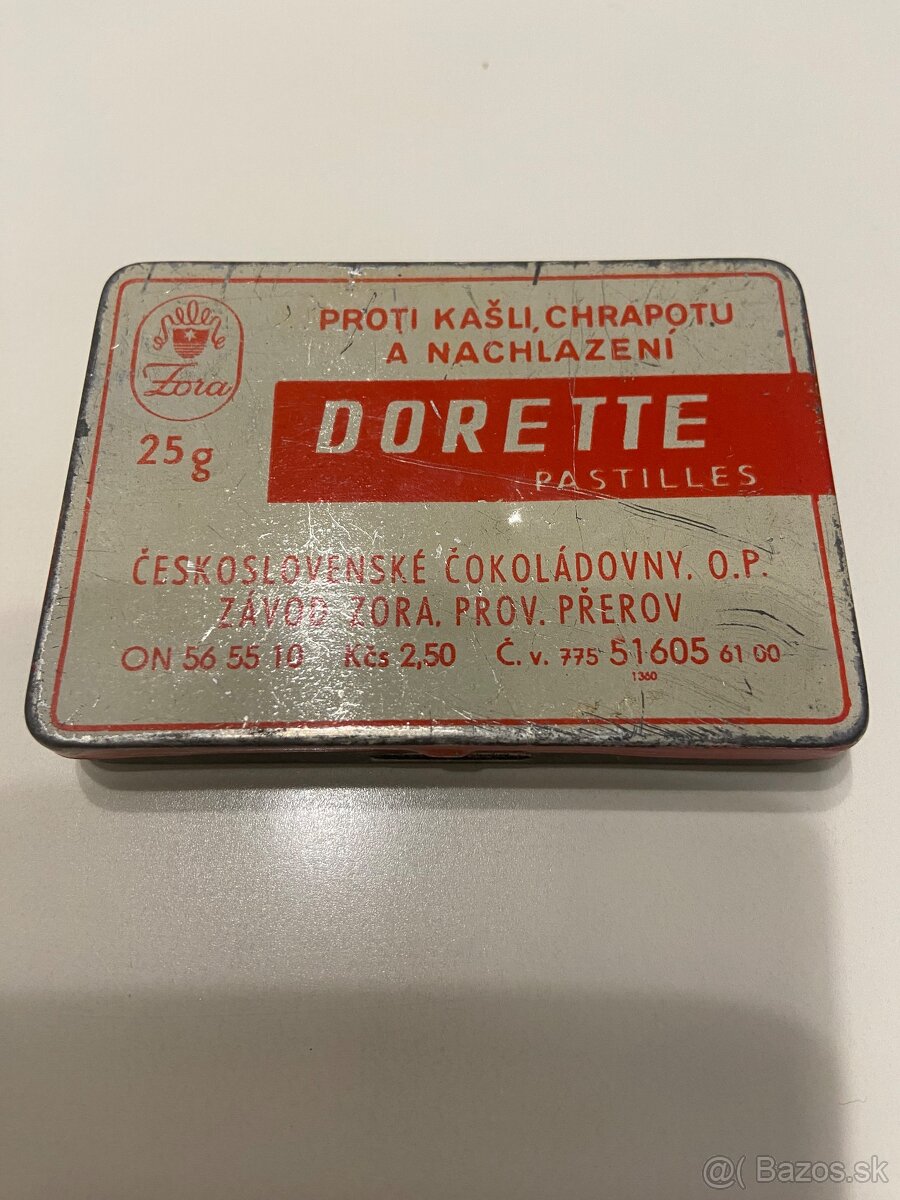 Zora
25g
PROTI KAŠLI, CHRAPOTU
A NACHLAZENÍ
DORETTE
PASTILLES
ČESKOSLOVENSKÉ ČOKOLÁDOVNY. O.P.
ZÁVOD ZORA. PROV. PŘEROV
ON 56 55 10 Kčs 2,50 Č. v. 775 51605 61 00
1360
@( Bazos.sk